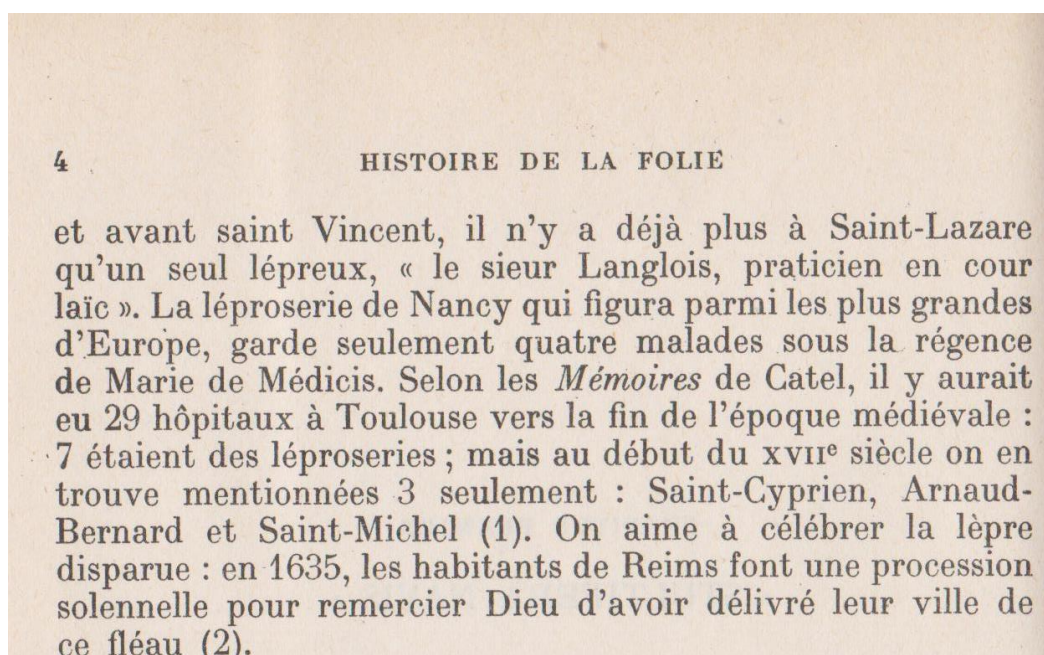 4 HISTOIRE DE LA FOLIE
et avant saint Vincent, il n'y a déjà plus à Saint-Lazare
qu'un seul lépreux, « le sieur Langlois, praticien en cour
laïc ». La léproserie de Nancy qui figura parmi les plus grandes
d'Europe, garde seulement quatre malades sous la régence
de Marie de Médicis. Selon les Mémoires de Catel, il y aurait
eu 29 hôpitaux à Toulouse vers la fin de l'époque médiévale :
7 étaient des léproseries ; mais au début du XVIIe siècle on en
trouve mentionnées 3 seulement : Saint-Cyprien, Arnaud-
Bernard et Saint-Michel (1). On aime à célébrer la lèpre
disparue : en 1635, les habitants de Reims font une procession
solennelle pour remercier Dieu d'avoir délivré leur ville de
ce fléau (2).